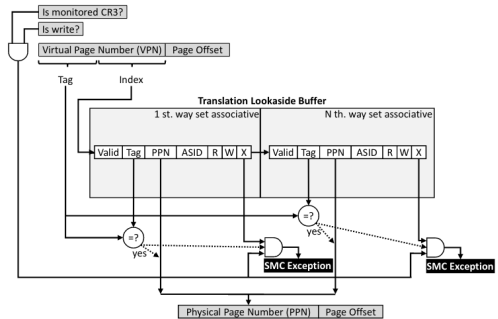 Is monitored CR3?
Is write?
Virtual Page Number (VPN) Page Offset
Tag Index
Translation Lookaside Buffer
1 st. way set associative N th. way set associative
Valid Tag PPN ASID R W X Valid Tag PPN ASID R W X
=?
yes
=?
yes
SMC Exception
SMC Exception
Physical Page Number (PPN) Page Offset